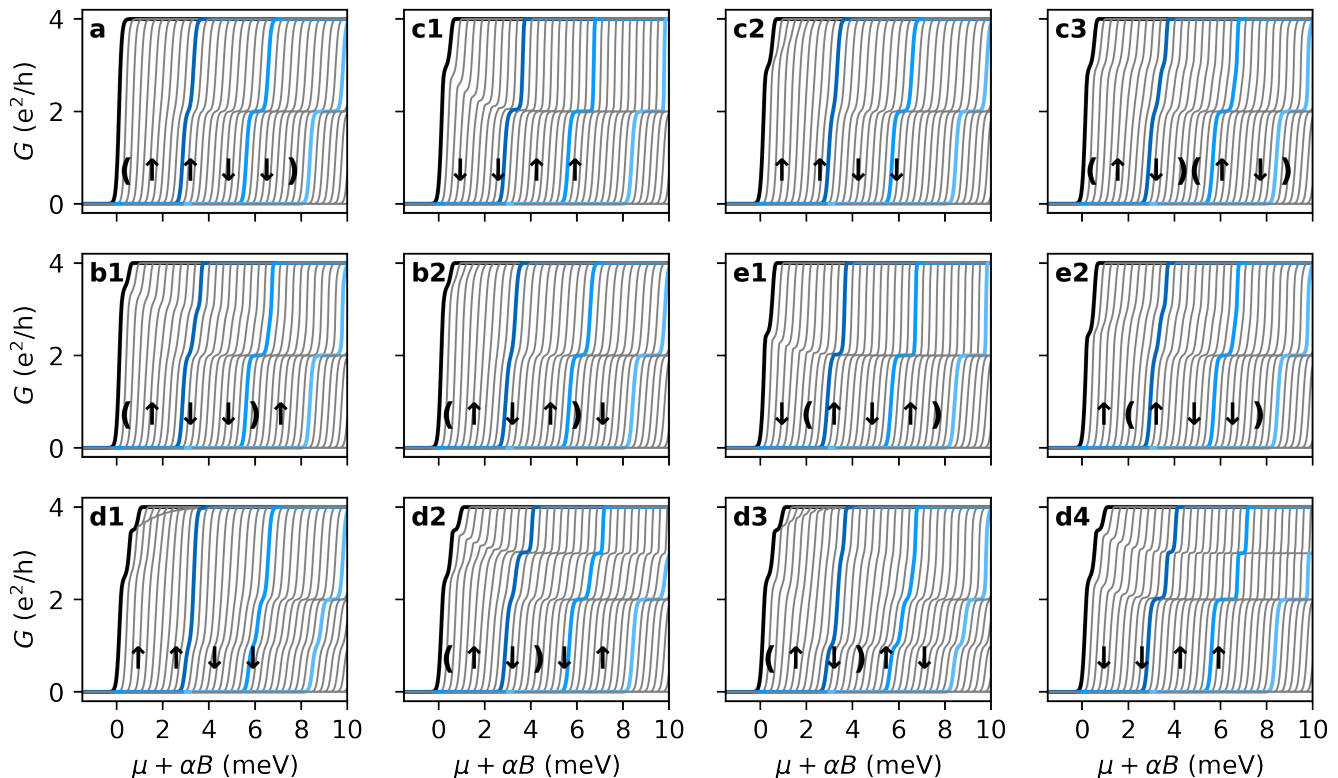 a c1 c2 c3
G (e²/h)
4
2
0
( ↑ ↑ ↓ ↓ )
↓ ↓ ↑ ↑
↑ ↑ ↓ ↓
( ↑ ↓ )( ↑ ↓ )
b1 b2 e1 e2
G (e²/h)
4
2
0
( ↑ ↓ ↓ ) ↑
( ↑ ↓ ↑ ) ↓
↓ ( ↑ ↓ ↑ )
↑ ( ↑ ↓ ↓ )
d1 d2 d3 d4
G (e²/h)
4
2
0
↑ ↑ ↓ ↓
( ↑ ↓ ) ↓ ↑
( ↑ ↓ ) ↑ ↓
↓ ↓ ↑ ↑
0 2 4 6 8 10
0 2 4 6 8 10
0 2 4 6 8 10
0 2 4 6 8 10
μ + αB (meV)
μ + αB (meV)
μ + αB (meV)
μ + αB (meV)